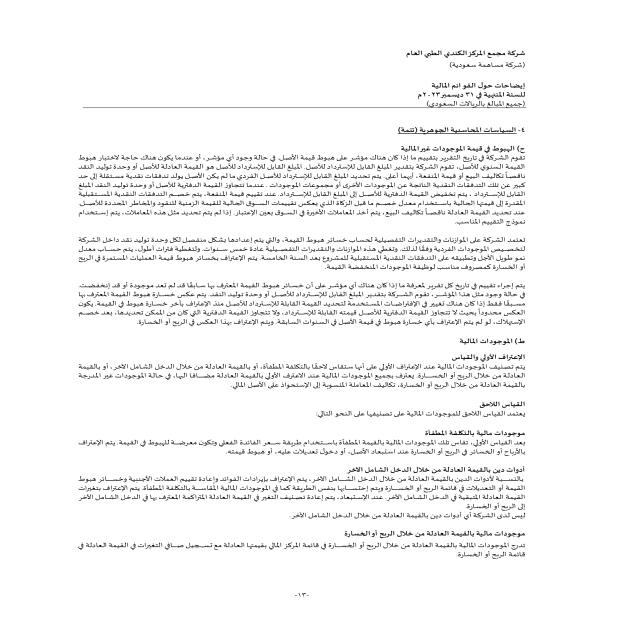 شركة مجمع المركز الكندي الطبي العام
(شركة مساهمة سعودية)
إيضاحات حول القوائم المالية
للسنة المنتهية في ٣١ ديسمبر ٢٠٢٣م
(جميع المبالغ بالريالات السعودي)
٤- السياسات المحاسبية الجوهرية (تتمة)
ح) الهبوط في قيمة الموجودات غير المالية
تقوم الشركة في تاريخ التقرير بتقييم ما إذا كان هناك مؤشر على هبوط قيمة الأصل. في حالة وجود أي مؤشر، أو عندما يكون هناك حاجة لاختبار هبوط
القيمة السنوي للأصل، تقوم الشركة بتقدير المبلغ القابل للإسترداد للأصل. المبلغ القابل للإسترداد للأصل هو القيمة العادلة للأصل أو وحدة توليد النقد
ناقصاً تكاليف البيع أو قيمة المنفعة، أيهما أعلى. يتم تحديد المبلغ القابل للإسترداد للأصل الفردي ما لم يكن الأصل يولد تدفقات نقدية مستقلة إلى حد
كبير عن تلك التدفقات النقدية الناتجة عن الموجودات الأخرى أو مجموعات الموجودات. عندما تتجاوز القيمة الدفترية للأصل أو وحدة توليد النقد المبلغ
القابل للإسترداد، يتم تخفيض القيمة الدفترية للأصل إلى المبلغ القابل للإسترداد. عند تقييم قيمة المنفعة، يتم خصم التدفقات النقدية المستقبلية
المقدرة إلى قيمتها الحالية باستخدام معدل خصم ما قبل الزكاة الذي يعكس تقييمات السوق الحالية للقيمة الزمنية للنقود والمخاطر المحددة للأصل.
عند تحديد القيمة العادلة ناقصاً تكاليف البيع، يتم أخذ المعاملات الأخيرة في السوق بعين الإعتبار. إذا لم يتم تحديد مثل هذه المعاملات، يتم إستخدام
نموذج التقييم المناسب.
تعتمد الشركة على الموازنات والتقديرات التفصيلية لحساب خسائر هبوط القيمة، والتي يتم إعدادها بشكل منفصل لكل وحدة توليد نقد داخل الشركة
لتخصيص الموجودات الفردية وفقًا لذلك. وتغطي هذه الموازنات والتقديرات التفصيلية عادة خمس سنوات. ولتغطية فترات أطول، يتم حساب معدل
نمو طويل الأجل وتطبيقه على التدفقات النقدية المستقبلية للمشروع بعد السنة الخامسة. يتم الإعتراف بخسائر هبوط قيمة العمليات المستمرة في الربح
أو الخسارة كمصروف مناسب لوظيفة الموجودات المنخفضة القيمة.
يتم إجراء تقييم في تاريخ كل تقرير لمعرفة ما إذا كان هناك أي مؤشر على أن خسائر هبوط القيمة المعترف بها سابقًا قد لم تعد موجودة أو قد إنخفضت.
في حالة وجود مثل هذا المؤشر، تقوم الشركة بتقدير المبلغ القابل للإسترداد للأصل أو وحدة توليد النقد. يتم عكس خسارة هبوط القيمة المعترف بها
مسبقًا فقط إذا كان هناك تغيير في الإفتراضات المستخدمة لتحديد القيمة القابلة للإسترداد للأصل منذ الإعتراف بآخر خسارة هبوط في القيمة. يكون
العكس محدوداً بحيث لا تتجاوز القيمة الدفترية للأصل قيمته القابلة للإسترداد، ولا تتجاوز القيمة الدفترية التي كان من الممكن تحديدها، بعد خصم
الإستهلاك، لو لم يتم الإعتراف بأي خسارة هبوط في قيمة الأصل في السنوات السابقة. ويتم الإعتراف بهذا العكس في الربح أو الخسارة.
ط) الموجودات المالية
الإعتراف الأولي والقياس
يتم تصنيف الموجودات المالية عند الإعتراف الأولي على أنها ستقاس لاحقًا بالتكلفة المطفأة، أو بالقيمة العادلة من خلال الدخل الشامل الآخر، أو بالقيمة
العادلة من خلال الربح أو الخسارة. يعترف بجميع الموجودات المالية عند الاعترف الأولي بالقيمة العادلة مضافا اليها، في حالة الموجودات غير المدرجة
بالقيمة العادلة من خلال الربح أو الخسارة، تكاليف المعاملة المنسوبة إلى الإستحواذ على الأصل المالي.
القياس اللاحق
يعتمد القياس اللاحق للموجودات المالية على تصنيفها على النحو التالي:
موجودات مالية بالتكلفة المطفأة
بعد القياس الأولي، تقاس تلك الموجودات المالية بالقيمة المطفأة باستخدام طريقة سعر الفائدة الفعلي وتكون معرضة للهبوط في القيمة. يتم الإعتراف
بالأرباح أو الخسائر في الربح أو الخسارة عند استبعاد الأصل، أو دخول تعديلات عليه، أو هبوط قيمته.
أدوات دين بالقيمة العادلة من خلال الدخل الشامل الآخر
بالنسبة لأدوات الدين بالقيمة العادلة من خلال الدخل الشامل الآخر، يتم الإعتراف بإيرادات الفوائد وإعادة تقييم العملات الأجنبية وخسائر هبوط
القيمة أو التعديلات في قائمة الربح أو الخسارة ويتم إحتسابها بنفس الطريقة كما في الموجودات المالية المقاسة بالتكلفة المطفأة. يتم الإعتراف بتغيرات
القيمة العادلة المتبقية في الدخل الشامل الآخر. عند الإستبعاد، يتم إعادة تصنيف التغير في القيمة العادلة المتراكمة المعترف بها في الدخل الشامل الآخر
إلى الربح أو الخسارة.
ليس لدى الشركة أي أدوات دين بالقيمة العادلة من خلال الدخل الشامل الآخر.
موجودات مالية بالقيمة العادلة من خلال الربح أو الخسارة
تدرج الموجودات المالية بالقيمة العادلة من خلال الربح أو الخسارة في قائمة المركز المالي بقيمتها العادلة مع تسجيل صافي التغيرات في القيمة العادلة في
قائمة الربح أو الخسارة.
-١٣-